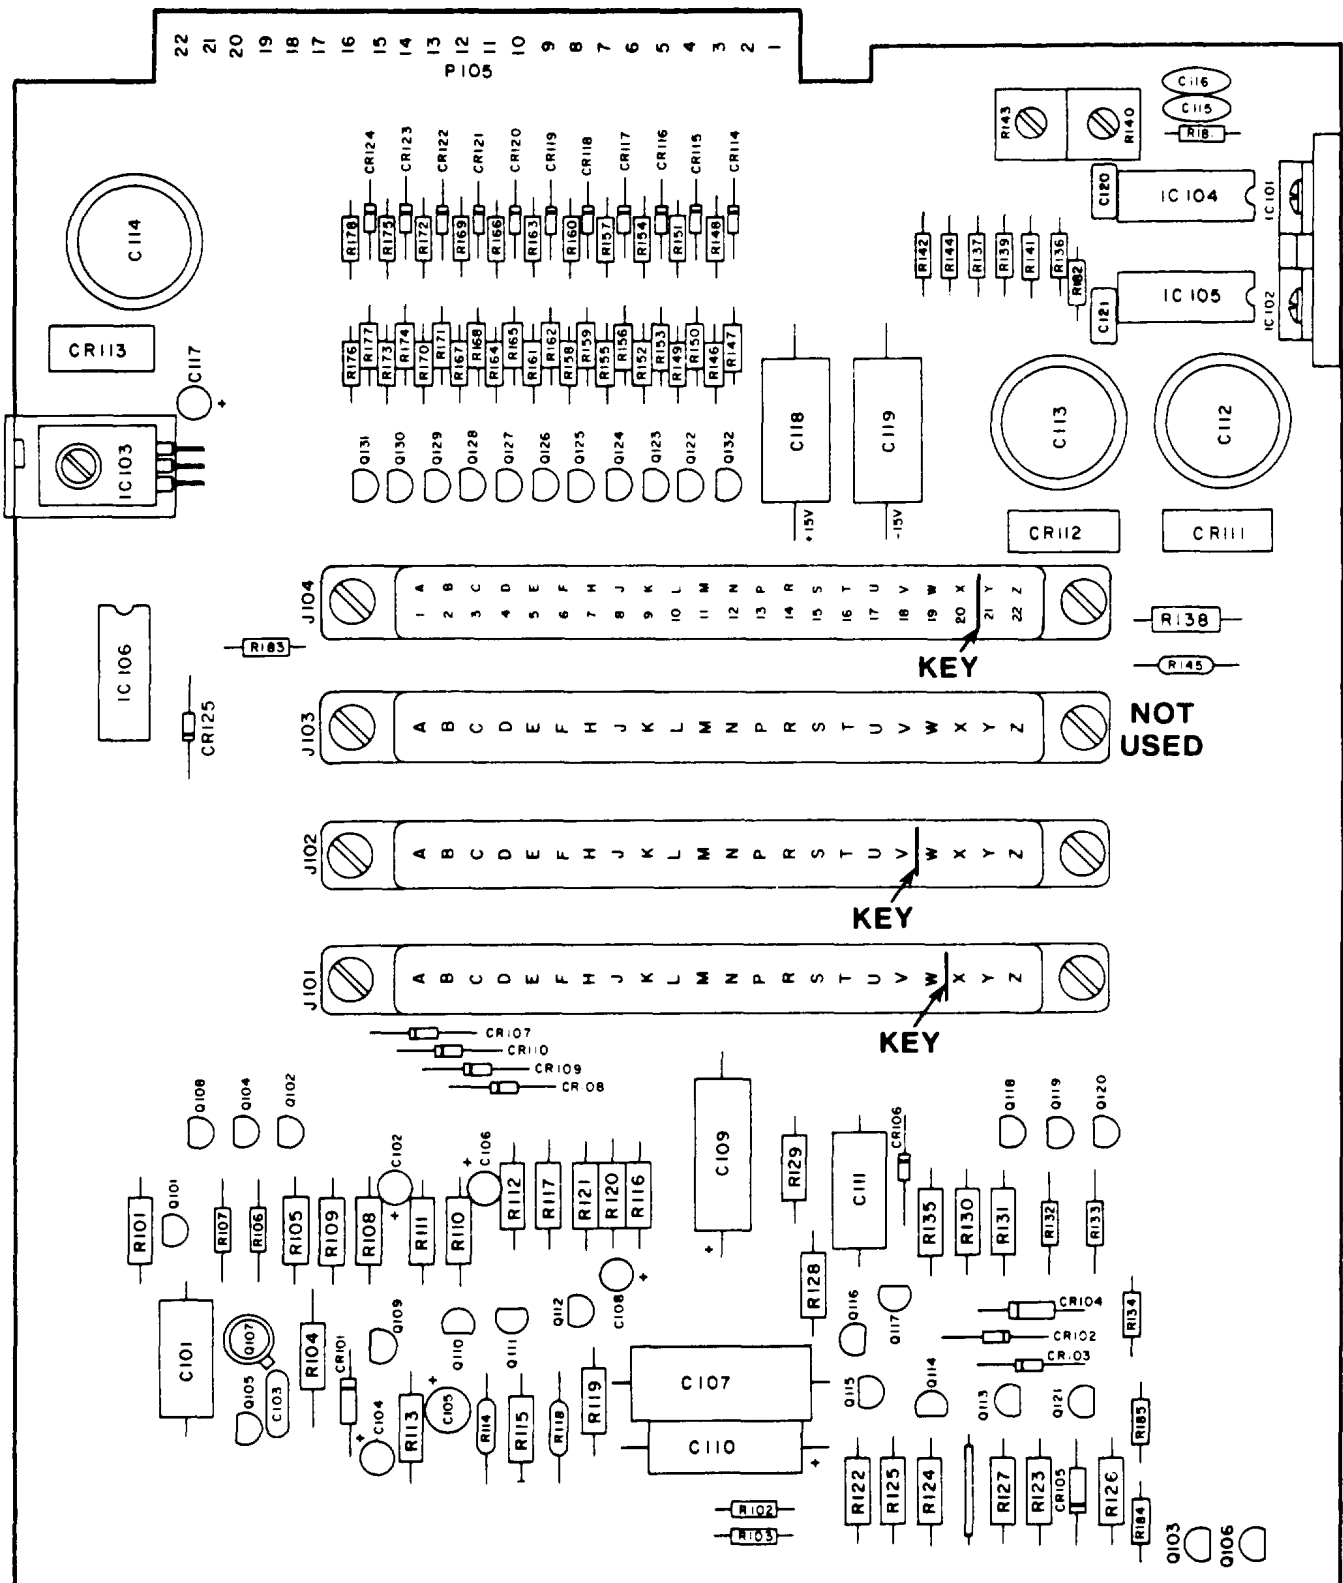 22 21 20 19 18 17 16 15 14 13 12 11 10 9 8 7 6 5 4 3 2 1
P105
C116
C115
R143
R140
R18
CR124 CR123 CR122 CR121 CR120 CR119 CR118 CR117 CR116 CR115 CR114
C114
C120
IC104
IC101
R178 R175 R172 R169 R166 R163 R160 R157 R154 R151 R148
R142 R144 R137 R139 R141 R136
R182
C121
IC105
IC102
CR113
C117
R176 R177 R173 R174 R170 R171 R167 R168 R164 R165 R161 R162 R158 R159 R155 R156 R152 R153 R149 R150 R146 R147
C118
C119
C113
C112
IC103
+
Q131 Q130 Q129 Q128 Q127 Q126 Q125 Q124 Q123 Q122 Q132
+15V
-15V
CR112
CR111
J104
A B C D E F H J K L M N P R S T U V W X Y Z
1 2 3 4 5 6 7 8 9 10 11 12 13 14 15 16 17 18 19 20 21 22
KEY
R138
R145
IC106
R183
CR125
J103
A B C D E F H J K L M N P R S T U V W X Y Z
NOT
USED
J102
A B C D E F H J K L M N P R S T U V W X Y Z
KEY
J101
A B C D E F H J K L M N P R S T U V W X Y Z
KEY
CR107
CR110
CR109
CR108
Q108 Q104 Q102
C102
+
C106
+
C109
+
R129
C111
CR106
Q118 Q119 Q120
R101
Q101
R107 R106 R105 R109 R108 R111 R110 R112 R117 R121 R120 R116
R135 R130 R131 R132 R133
R128
C108
+
C101
Q107
R104
CR101
Q109
Q110
Q111
Q112
Q116
Q117
CR104
CR102
CR103
R134
Q105
C103
C104
+
R113
C105
+
R114
R115
R118
R119
C107
C110
+
Q115
Q114
Q113
Q121
R185
R122 R125 R124 R127 R123
CR105
R126
R184
R102
R103
Q103
Q106